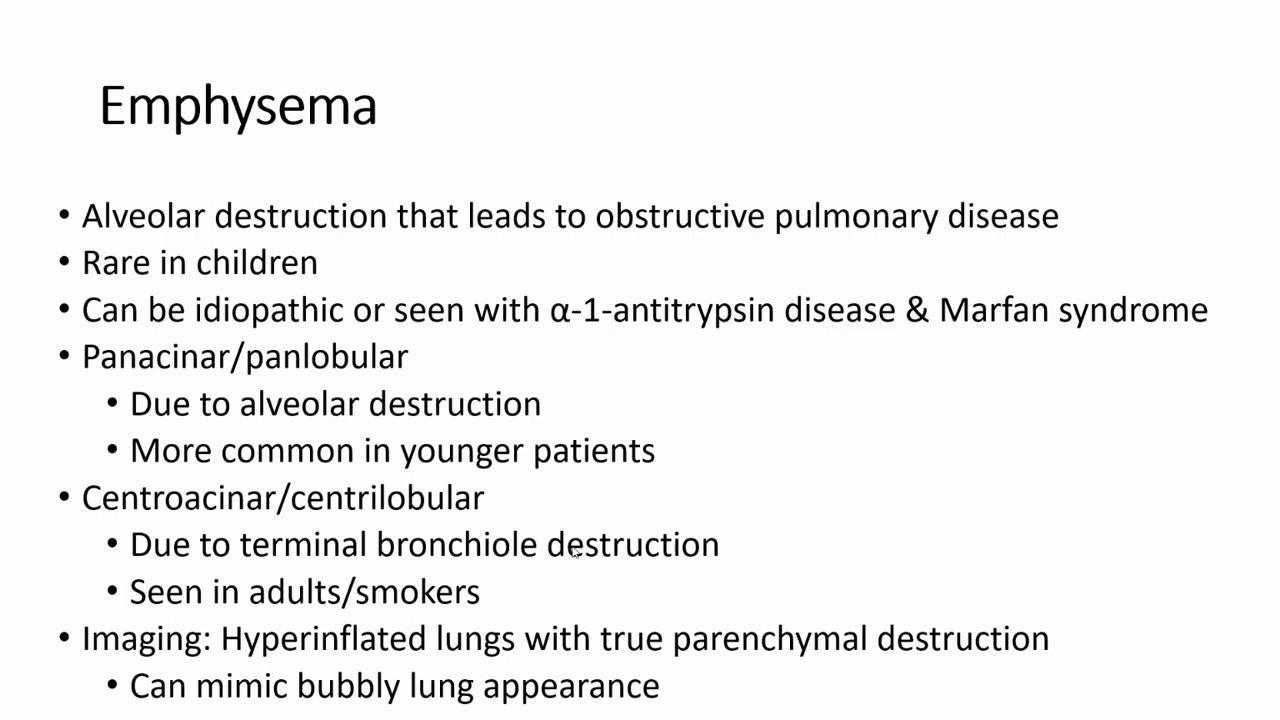 Emphysema
• Alveolar destruction that leads to obstructive pulmonary disease
• Rare in children
• Can be idiopathic or seen with α-1-antitrypsin disease & Marfan syndrome
• Panacinar/panlobular
• Due to alveolar destruction
• More common in younger patients
• Centroacinar/centrilobular
• Due to terminal bronchiole destruction
• Seen in adults/smokers
• Imaging: Hyperinflated lungs with true parenchymal destruction
• Can mimic bubbly lung appearance